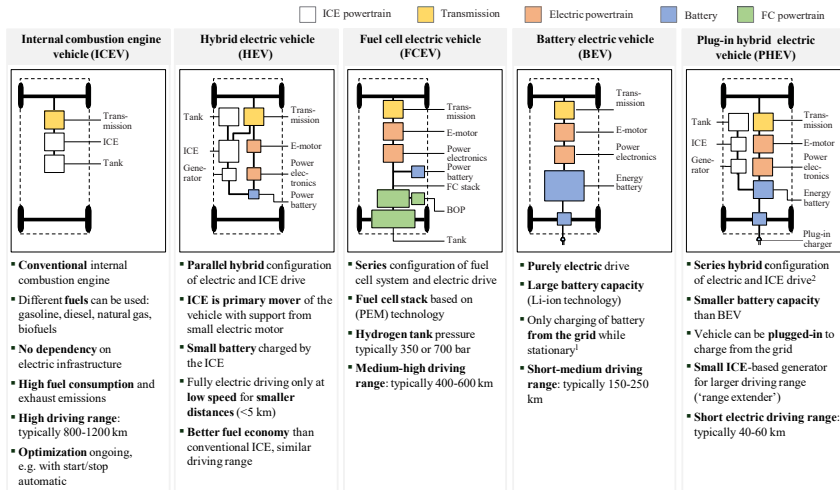 ICE powertrain
Transmission
Electric powertrain
Battery
FC powertrain
Internal combustion engine
vehicle (ICEV)
Trans-
mission
ICE
Tank
▪ Conventional internal
combustion engine
▪ Different fuels can be used:
gasoline, diesel, natural gas,
biofuels
▪ No dependency on
electric infrastructure
▪ High fuel consumption and
exhaust emissions
▪ High driving range:
typically 800-1200 km
▪ Optimization ongoing,
e.g. with start/stop
automatic
Hybrid electric vehicle
(HEV)
Tank
ICE
Gene-
rator
Trans-
mission
E-motor
Power
elec-
tronics
Power
battery
▪ Parallel hybrid configuration
of electric and ICE drive
▪ ICE is primary mover of the
vehicle with support from
small electric motor
▪ Small battery charged by
the ICE
▪ Fully electric driving only at
low speed for smaller
distances (<5 km)
▪ Better fuel economy than
conventional ICE, similar
driving range
Fuel cell electric vehicle
(FCEV)
Trans-
mission
E-motor
Power
electronics
Power
battery
FC stack
BOP
Tank
▪ Series configuration of fuel
cell system and electric drive
▪ Fuel cell stack based on
(PEM) technology
▪ Hydrogen tank pressure
typically 350 or 700 bar
▪ Medium-high driving
range: typically 400-600 km
Battery electric vehicle
(BEV)
Trans-
mission
E-motor
Power
electronics
Energy
battery
▪ Purely electric drive
▪ Large battery capacity
(Li-ion technology)
▪ Only charging of battery
from the grid while
stationary¹
▪ Short-medium driving
range: typically 150-250
km
Plug-in hybrid electric
vehicle (PHEV)
Tank
ICE
Gene-
rator
Trans-
mission
E-motor
Power
elec-
tronics
Energy
battery
Plug-in
charger
▪ Series hybrid configuration
of electric and ICE drive²
▪ Smaller battery capacity
than BEV
▪ Vehicle can be plugged-in to
charge from the grid
▪ Small ICE-based generator
for larger driving range
(‘range extender’)
▪ Short electric driving range:
typically 40-60 km